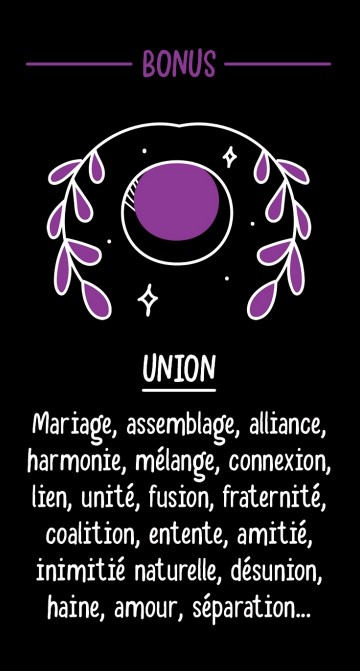 BONUS
UNION
Mariage, assemblage, alliance,
harmonie, mélange, connexion,
lien, unité, fusion, fraternité,
coalition, entente, amitié,
inimitié naturelle, désunion,
haine, amour, séparation...